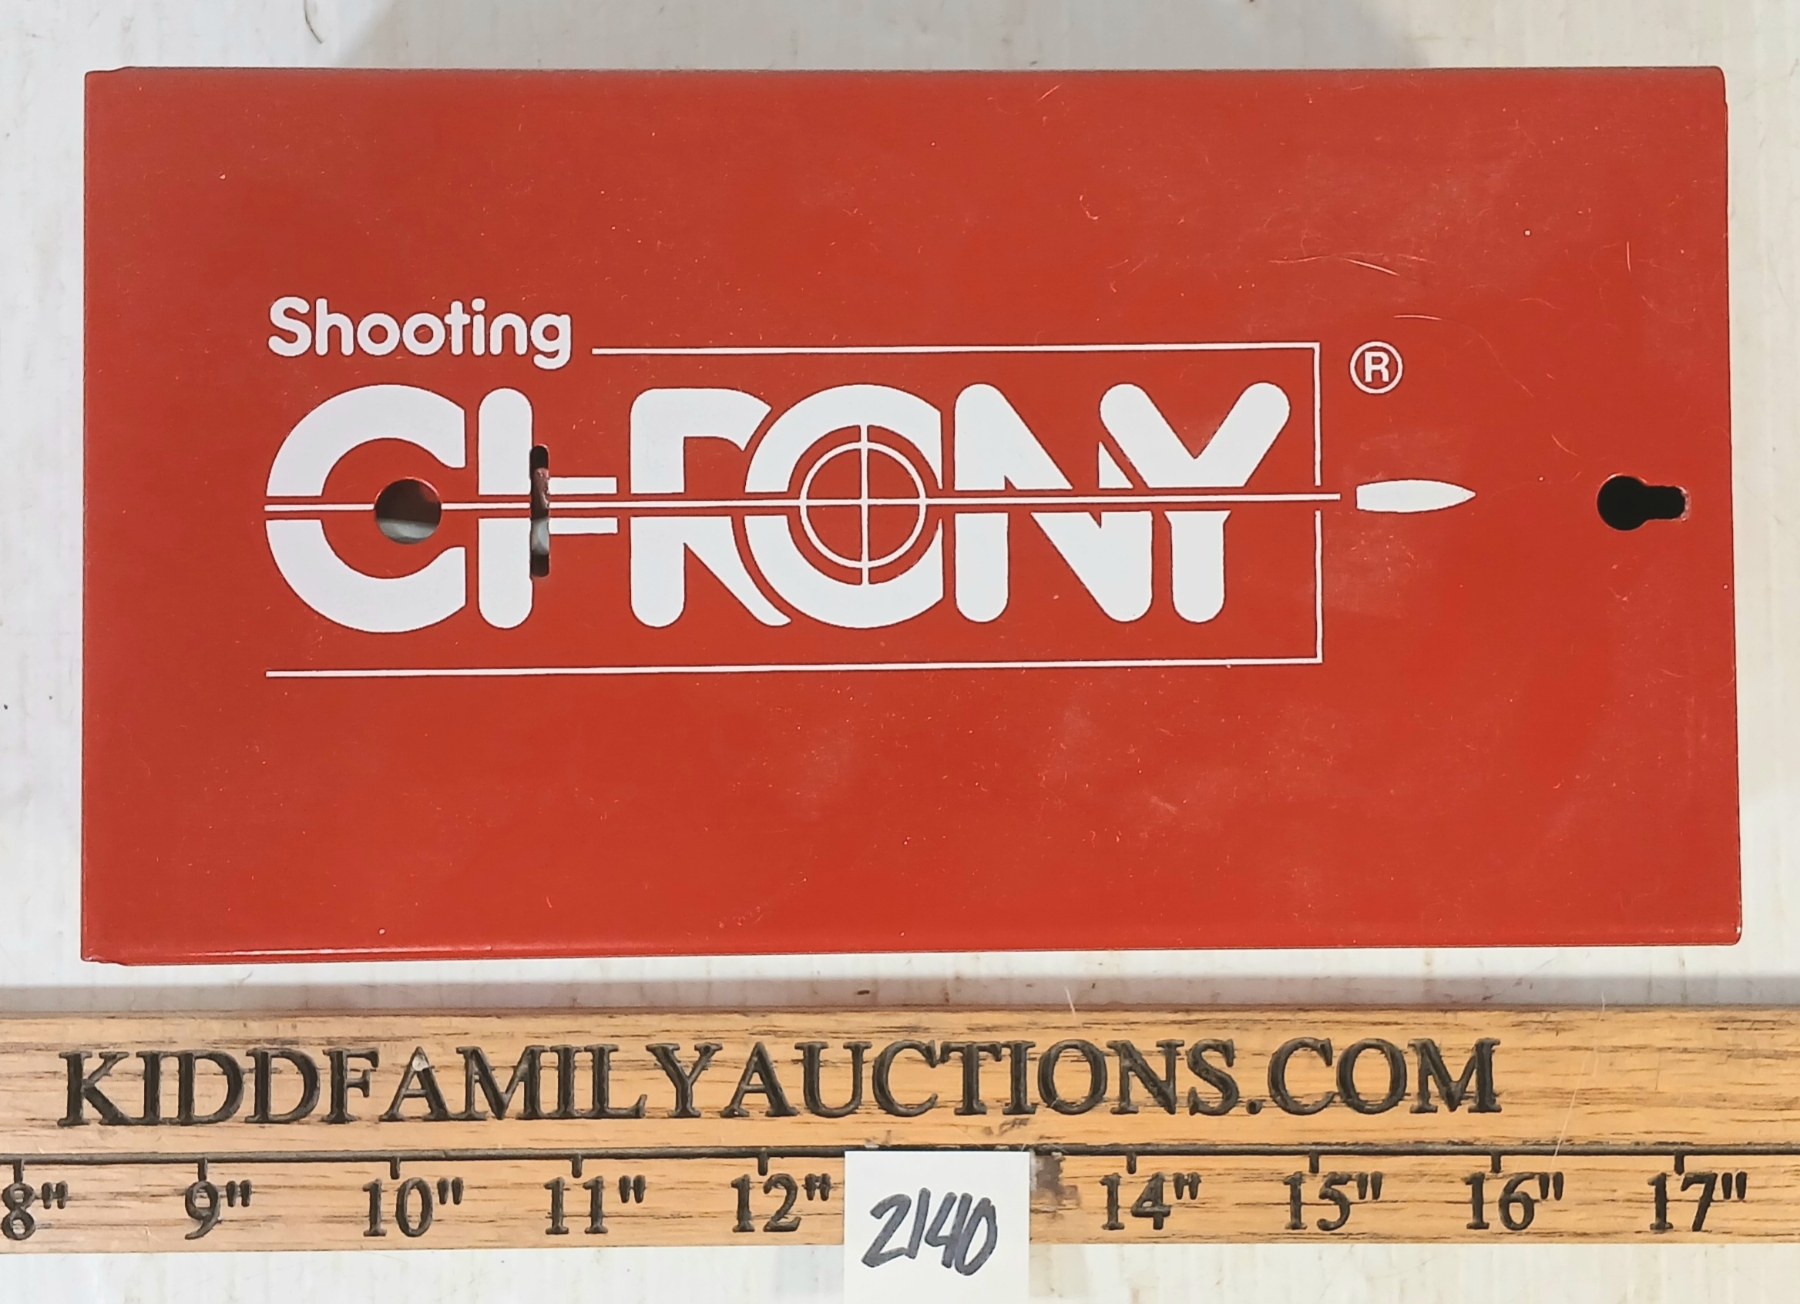 Shooting
CHRONY ®
KIDDFAMILYAUCTIONS.COM
8" 9" 10" 11" 12" 14" 15" 16" 17"
2140